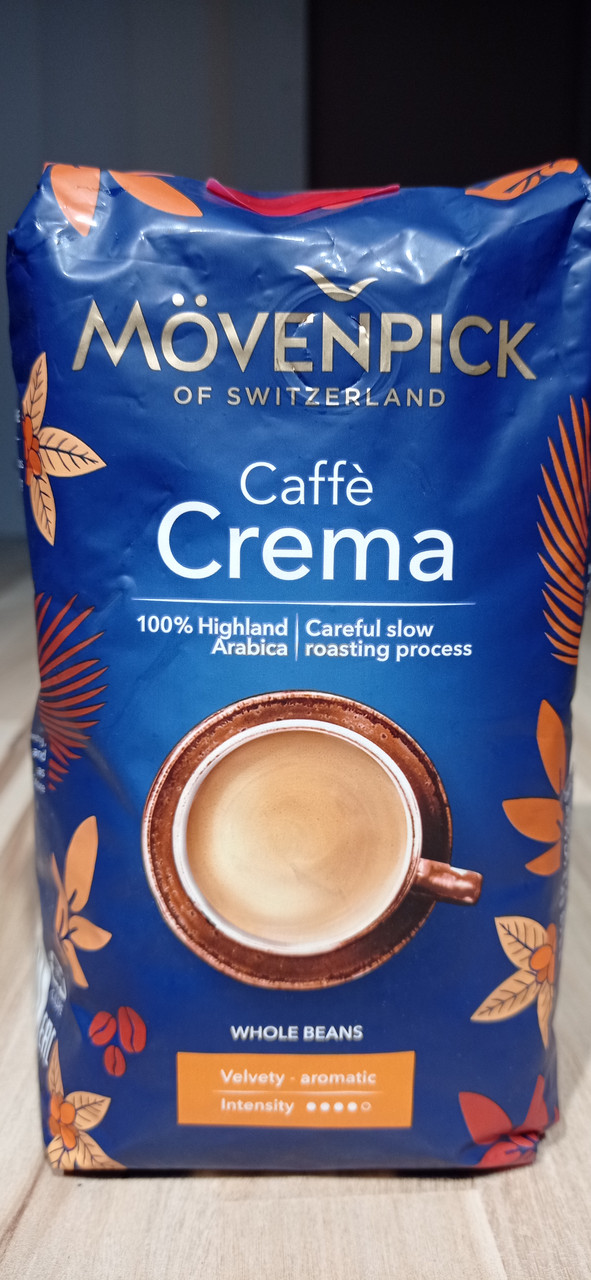 MÖVENPICK
OF SWITZERLAND
Caffè
Crema
100% Highland
Arabica
Careful slow
roasting process
WHOLE BEANS
Velvety - aromatic
Intensity